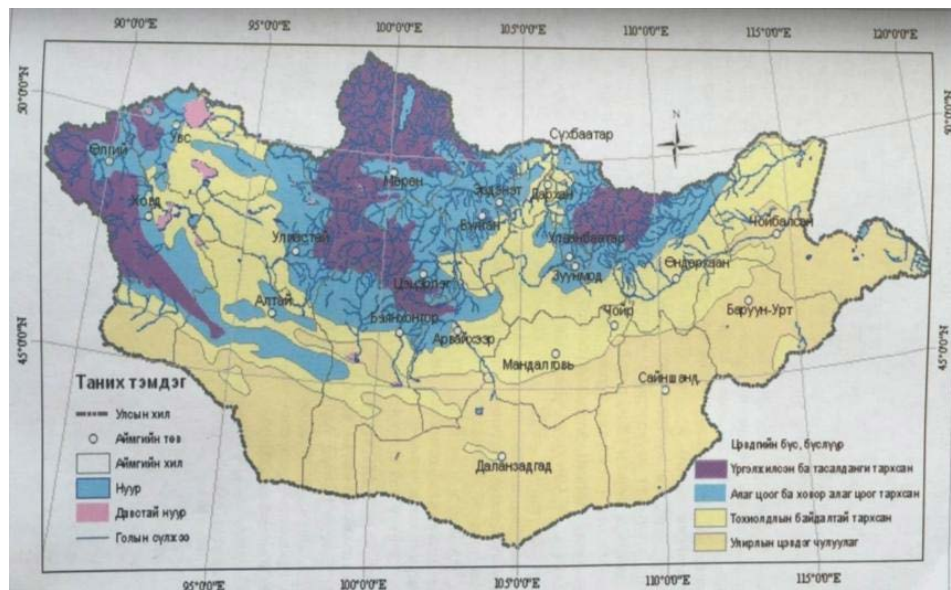 90°0'0"E 95°0'0"E 100°0'0"E 105°0'0"E 110°0'0"E 115°0'0"E 120°0'0"E
50°0'0"N
Сүхбаатар
N
Увс
Өлгий
Мөрөн
Эрдэнэт
Дархан
Ховд
Булган
Чойбалсан
Улиастай
Улаанбаатар
Өндөрхаан
Цэцэрлэг
Зуунмод
Алтай
Баруун-Урт
Чойр
Баянхонгор
Арвайхээр
45°0'0"N
45°0'0"N
Мандалговь
Сайншанд
Даланзадгад
Таних тэмдэг
Улсын хил
Аймгийн төв
Аймгийн хил
Нуур
Давстай нуур
Голын сүлжээ
Цэвдгийн бүс, бүслүүр
Үргэлжилсэн ба тасалданги тархсан
Алаг цоог ба ховор алаг цоог тархсан
Тохиолдлын байдалтай тархсан
Улирлын цэвдэг чулуулаг
95°0'0"E 100°0'0"E 105°0'0"E 110°0'0"E 115°0'0"E